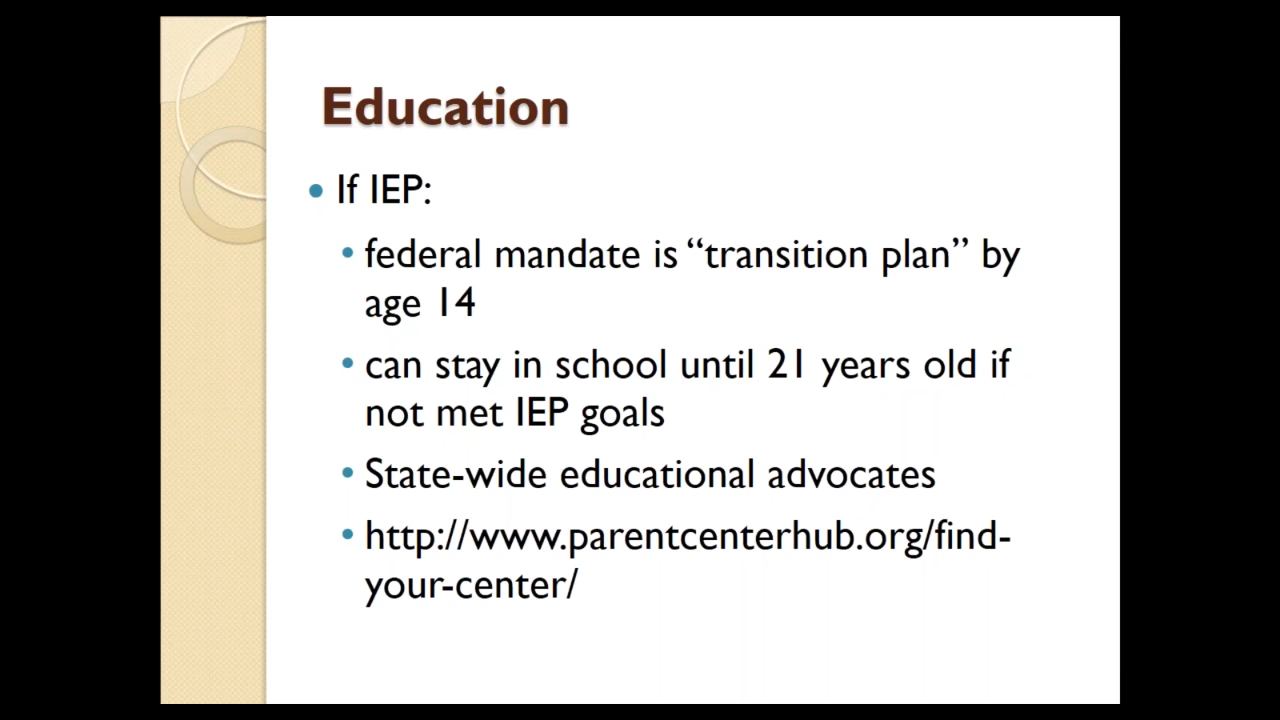 Education
• If IEP:
• federal mandate is “transition plan” by
age 14
• can stay in school until 21 years old if
not met IEP goals
• State-wide educational advocates
• http://www.parentcenterhub.org/find-
your-center/